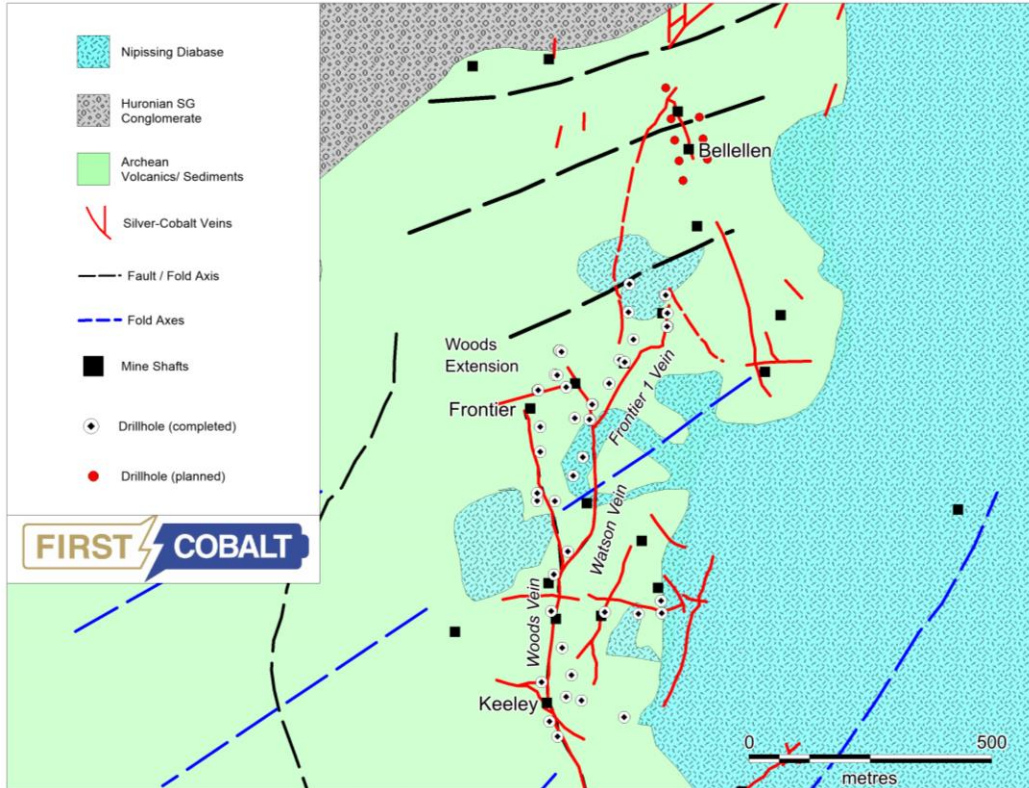 Nipissing Diabase
Huronian SG
Conglomerate
Archean
Volcanics/ Sediments
Silver-Cobalt Veins
Fault / Fold Axis
Fold Axes
Mine Shafts
Drillhole (completed)
Drillhole (planned)
FIRST COBALT
Bellellen
Woods
Extension
Frontier
Frontier 1 Vein
Watson Vein
Woods Vein
Keeley
0 500
metres